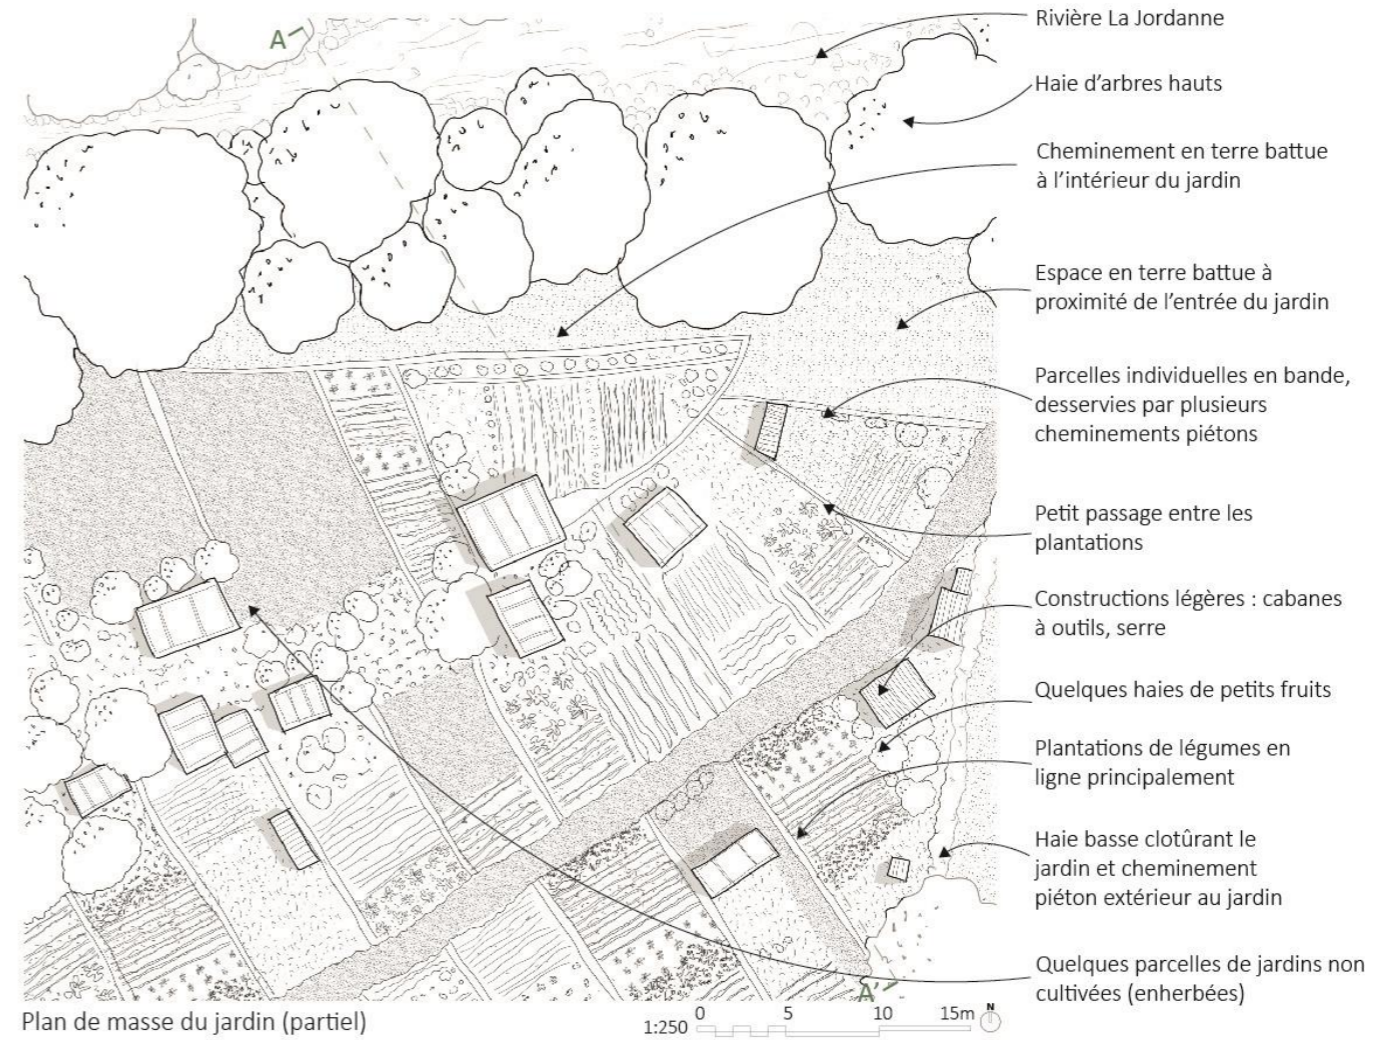 A
Rivière La Jordanne
Haie d'arbres hauts
Cheminement en terre battue
à l'intérieur du jardin
Espace en terre battue à
proximité de l'entrée du jardin
Parcelles individuelles en bande,
desservies par plusieurs
cheminements piétons
Petit passage entre les
plantations
Constructions légères : cabanes
à outils, serre
Quelques haies de petits fruits
Plantations de légumes en
ligne principalement
Haie basse clotûrant le
jardin et cheminement
piéton extérieur au jardin
Quelques parcelles de jardins non
cultivées (enherbées)
A'
Plan de masse du jardin (partiel)
1:250 0 5 10 15m N